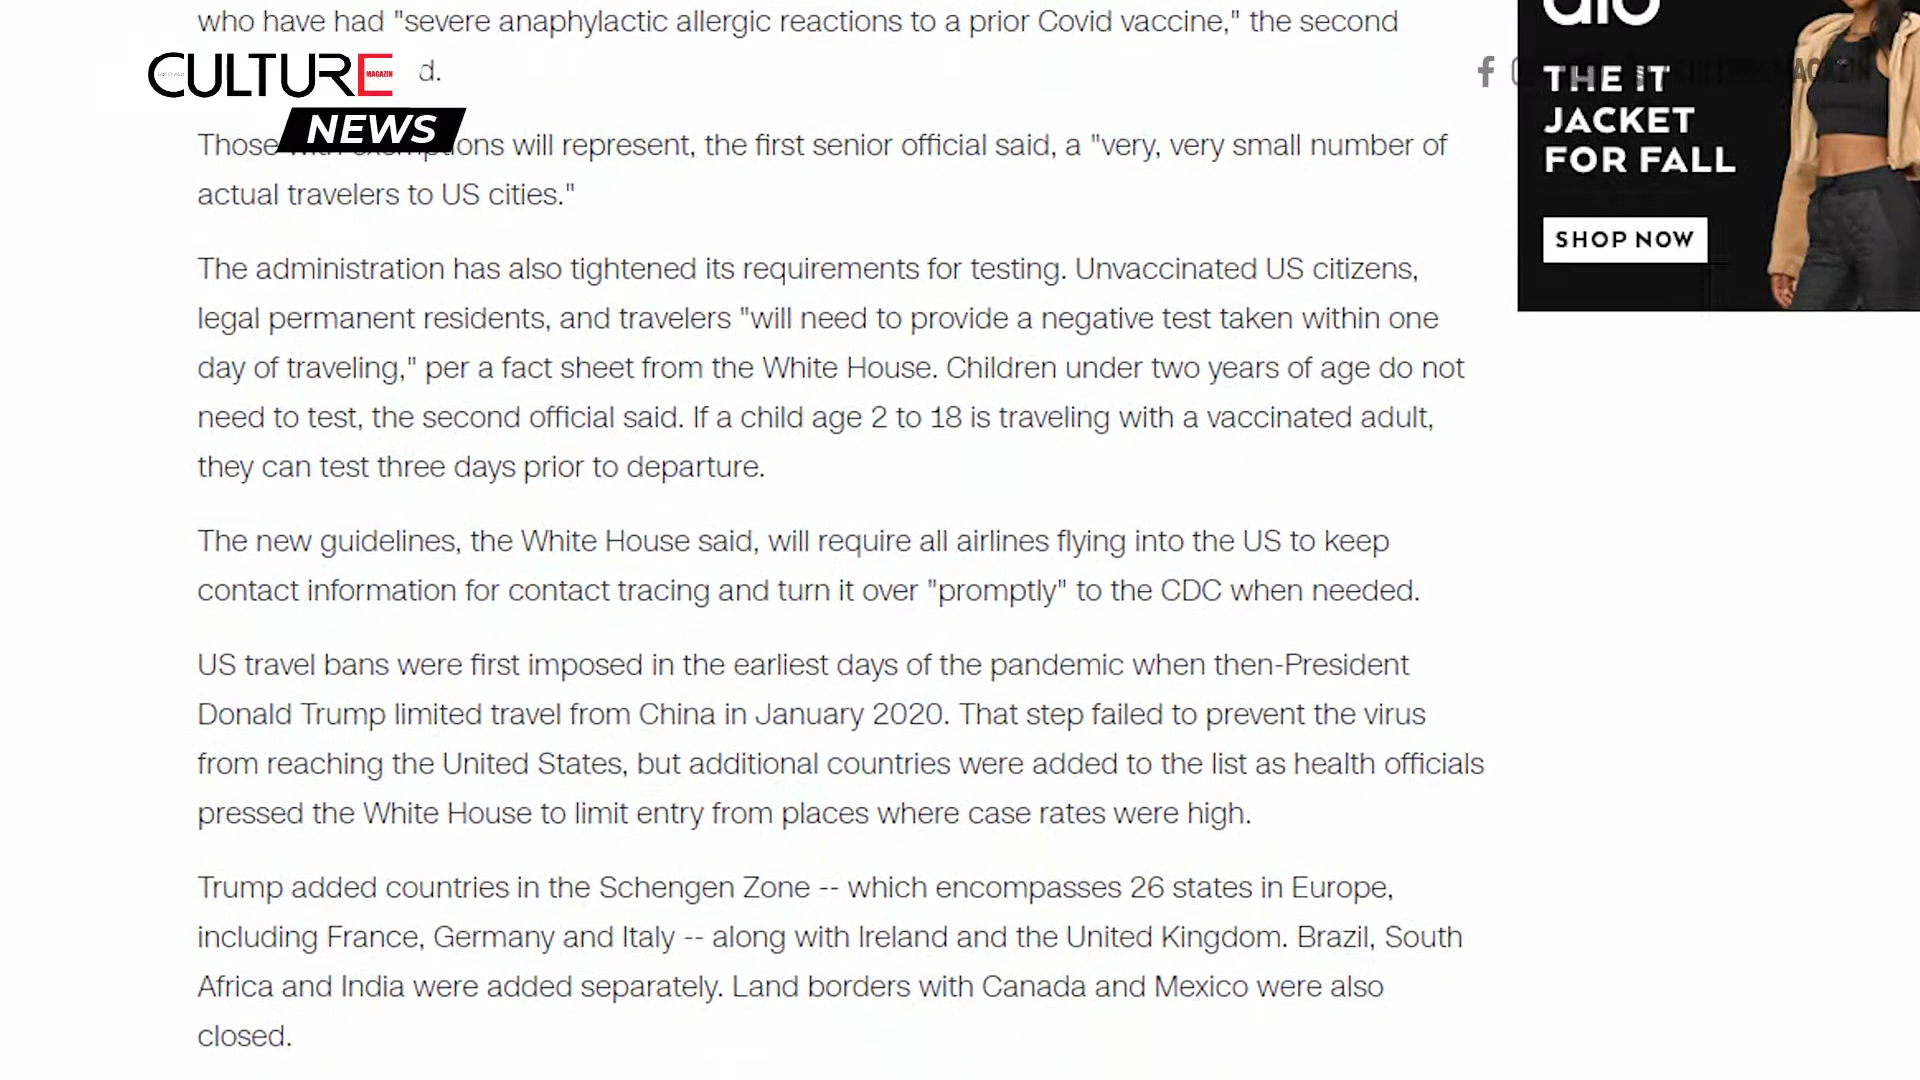 who have had "severe anaphylactic allergic reactions to a prior Covid vaccine," the second
d.
CULTURE
MAGAZIN
NEWS
Those ons will represent, the first senior official said, a "very, very small number of
actual travelers to US cities."
The administration has also tightened its requirements for testing. Unvaccinated US citizens,
legal permanent residents, and travelers "will need to provide a negative test taken within one
day of traveling," per a fact sheet from the White House. Children under two years of age do not
need to test, the second official said. If a child age 2 to 18 is traveling with a vaccinated adult,
they can test three days prior to departure.
The new guidelines, the White House said, will require all airlines flying into the US to keep
contact information for contact tracing and turn it over "promptly" to the CDC when needed.
US travel bans were first imposed in the earliest days of the pandemic when then-President
Donald Trump limited travel from China in January 2020. That step failed to prevent the virus
from reaching the United States, but additional countries were added to the list as health officials
pressed the White House to limit entry from places where case rates were high.
Trump added countries in the Schengen Zone -- which encompasses 26 states in Europe,
including France, Germany and Italy -- along with Ireland and the United Kingdom. Brazil, South
Africa and India were added separately. Land borders with Canada and Mexico were also
closed.
THE IT
JACKET
FOR FALL
SHOP NOW